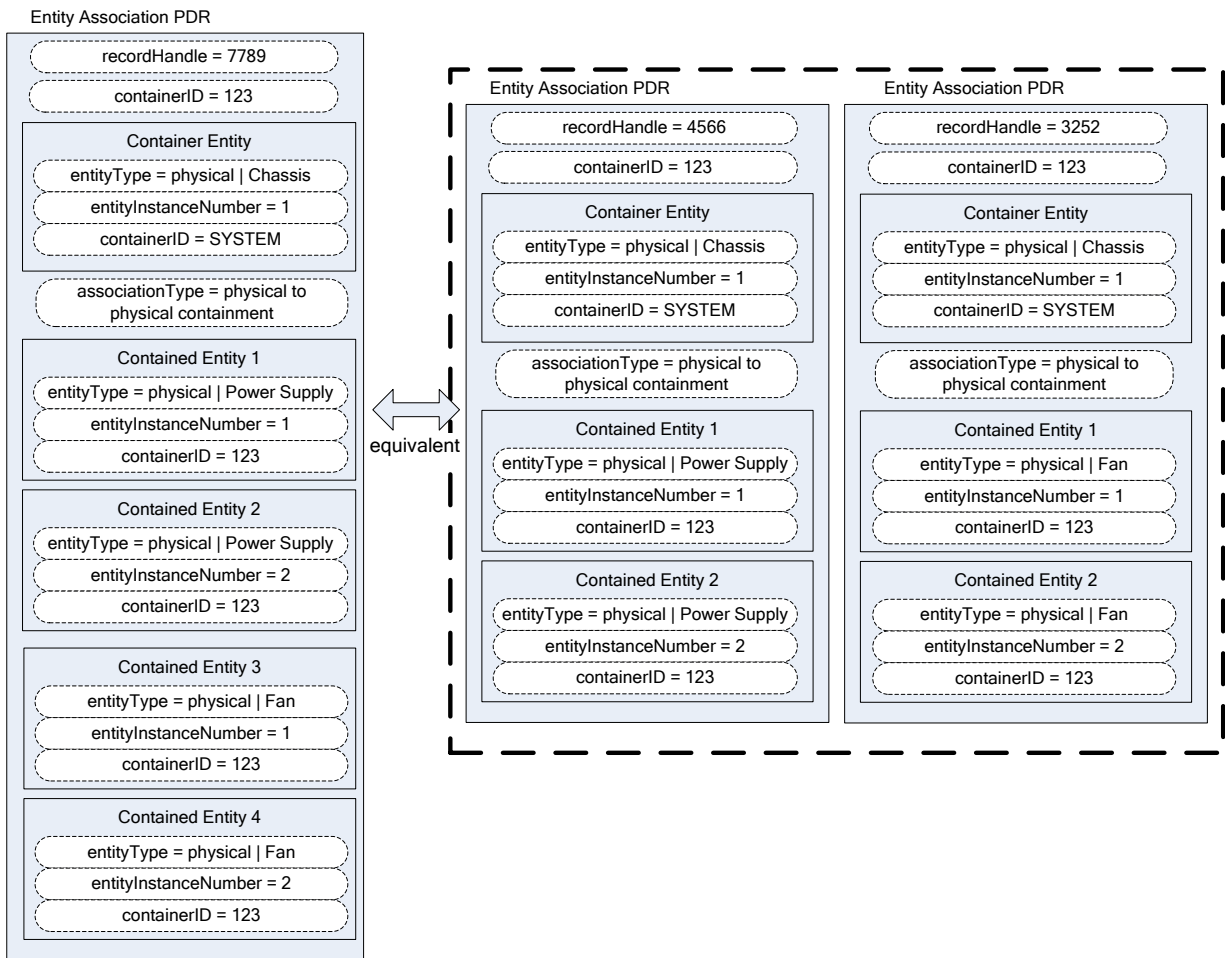 Entity Association PDR
recordHandle = 7789
containerID = 123
Container Entity
entityType = physical | Chassis
entityInstanceNumber = 1
containerID = SYSTEM
associationType = physical to
physical containment
Contained Entity 1
entityType = physical | Power Supply
entityInstanceNumber = 1
containerID = 123
Contained Entity 2
entityType = physical | Power Supply
entityInstanceNumber = 2
containerID = 123
Contained Entity 3
entityType = physical | Fan
entityInstanceNumber = 1
containerID = 123
Contained Entity 4
entityType = physical | Fan
entityInstanceNumber = 2
containerID = 123
equivalent
Entity Association PDR
recordHandle = 4566
containerID = 123
Container Entity
entityType = physical | Chassis
entityInstanceNumber = 1
containerID = SYSTEM
associationType = physical to
physical containment
Contained Entity 1
entityType = physical | Power Supply
entityInstanceNumber = 1
containerID = 123
Contained Entity 2
entityType = physical | Power Supply
entityInstanceNumber = 2
containerID = 123
Entity Association PDR
recordHandle = 3252
containerID = 123
Container Entity
entityType = physical | Chassis
entityInstanceNumber = 1
containerID = SYSTEM
associationType = physical to
physical containment
Contained Entity 1
entityType = physical | Fan
entityInstanceNumber = 1
containerID = 123
Contained Entity 2
entityType = physical | Fan
entityInstanceNumber = 2
containerID = 123